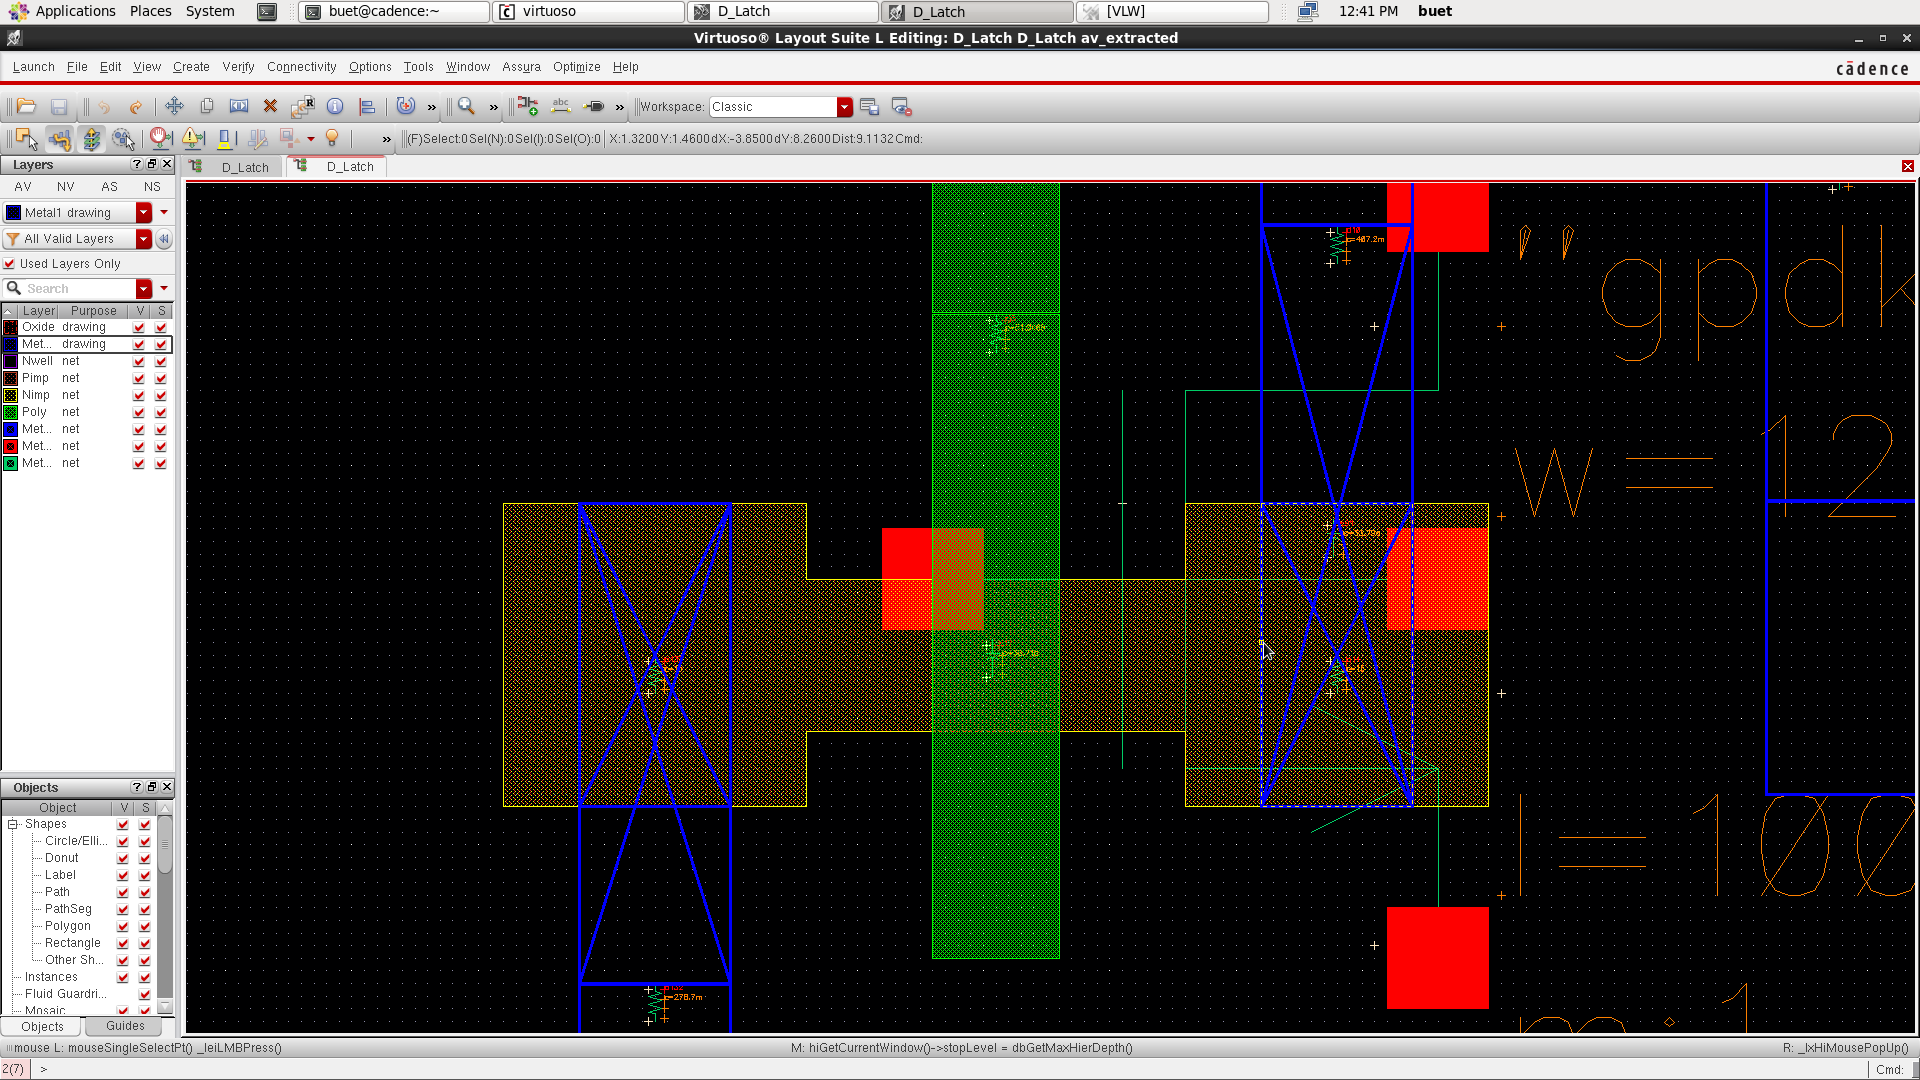 Applications Places System buet@cadence:~ virtuoso D_Latch D_Latch [VLW] 12:41 PM buet
Virtuoso® Layout Suite L Editing: D_Latch D_Latch av_extracted
Launch File Edit View Create Verify Connectivity Options Tools Window Assura Optimize Help cādence
» » abc » Workspace: Classic
» (F)Select:0 Sel(N):0 Sel(I):0 Sel(O):0 X:1.3200 Y:1.4600 dX:-3.8500 dY:8.2600 Dist:9.1132 Cmd:
Layers
D_Latch D_Latch
AV NV AS NS
Metal1 drawing
All Valid Layers
Used Layers Only
Search
Layer Purpose V S
Oxide drawing
Met... drawing
Nwell net
Pimp net
Nimp net
Poly net
Met... net
Met... net
Met... net
"gpdk
w = 12
l = 100
Objects
Object V S
Shapes
Circle/Elli...
Donut
Label
Path
PathSeg
Polygon
Rectangle
Other Sh...
Instances
Fluid Guardri...
Mosaic
Objects Guides
mouse L: mouseSingleSelectPt() _leiLMBPress() M: hiGetCurrentWindow()->stopLevel = dbGetMaxHierDepth() R: _lxHiMousePopUp()
2(7) > Cmd: